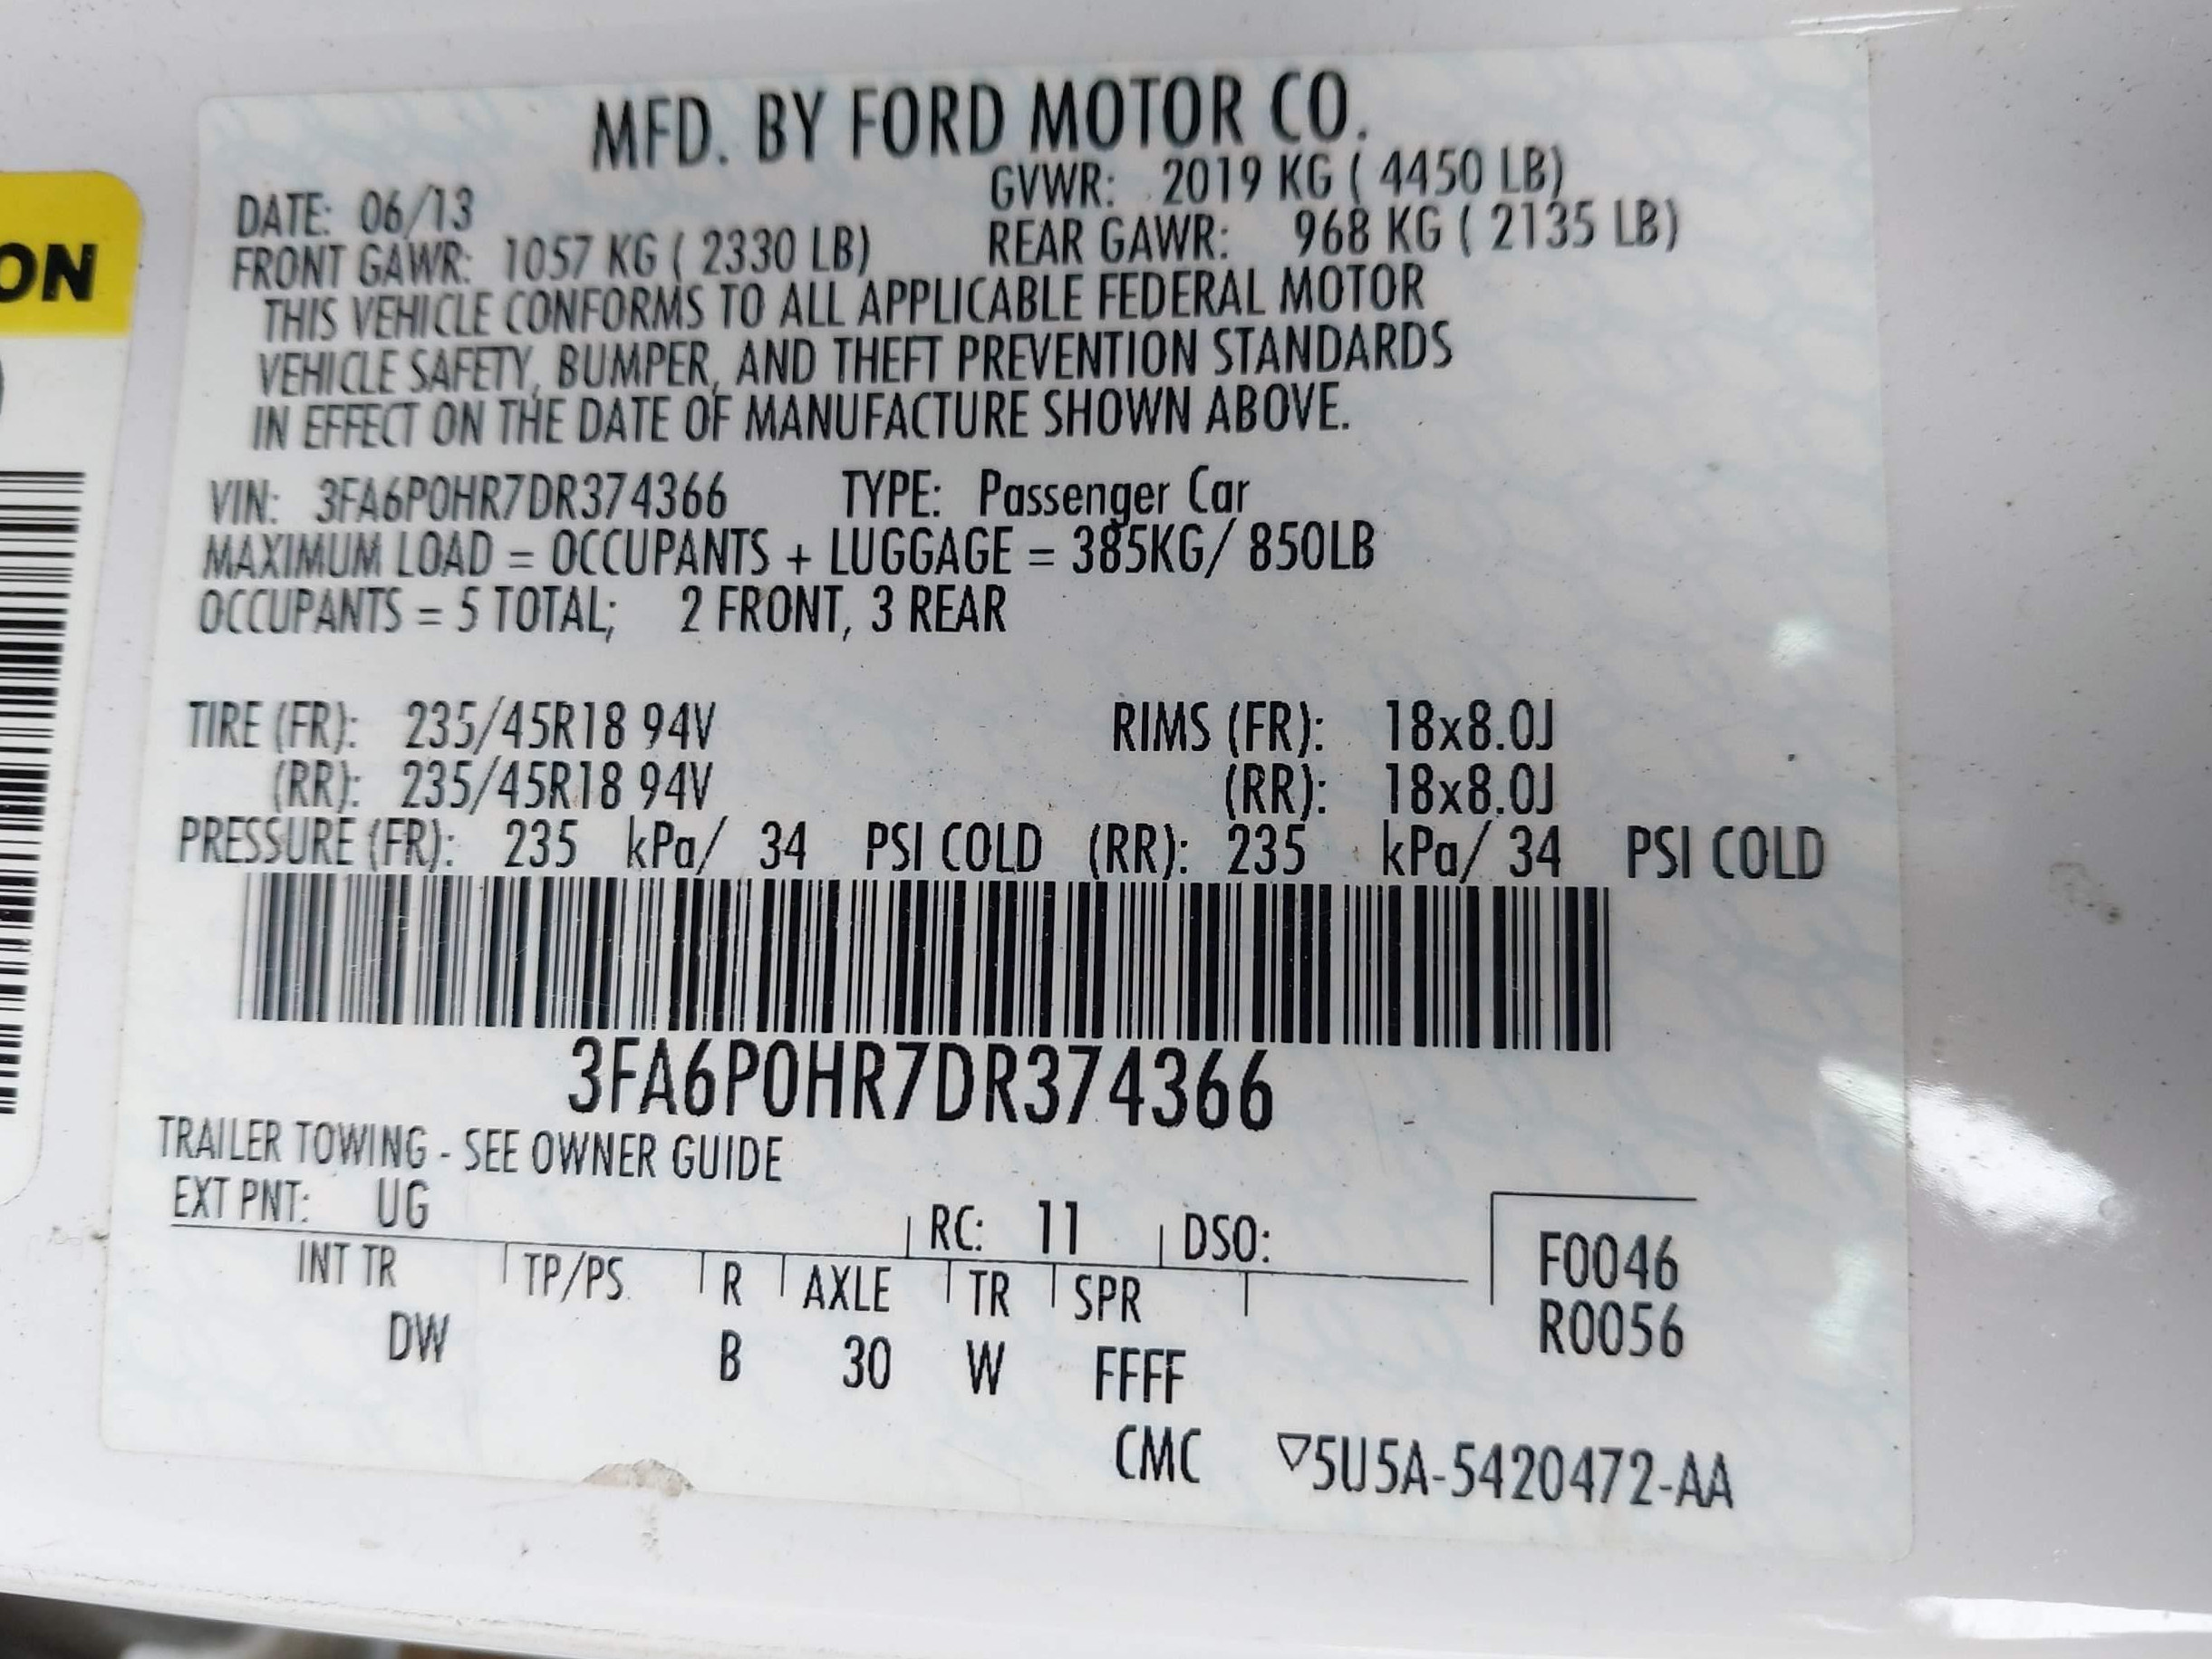 MFD. BY FORD MOTOR CO.
DATE: 06/13 GVWR: 2019 KG ( 4450 LB)
FRONT GAWR: 1057 KG ( 2330 LB) REAR GAWR: 968 KG ( 2135 LB)
THIS VEHICLE CONFORMS TO ALL APPLICABLE FEDERAL MOTOR
VEHICLE SAFETY, BUMPER, AND THEFT PREVENTION STANDARDS
IN EFFECT ON THE DATE OF MANUFACTURE SHOWN ABOVE.
VIN: 3FA6P0HR7DR374366 TYPE: Passenger Car
MAXIMUM LOAD = OCCUPANTS + LUGGAGE = 385KG/ 850LB
OCCUPANTS = 5 TOTAL; 2 FRONT, 3 REAR
TIRE (FR): 235/45R18 94V RIMS (FR): 18x8.0J
(RR): 235/45R18 94V (RR): 18x8.0J
PRESSURE (FR): 235 kPa/ 34 PSI COLD (RR): 235 kPa/ 34 PSI COLD
3FA6P0HR7DR374366
TRAILER TOWING - SEE OWNER GUIDE
EXT PNT: UG RC: 11 DSO:
INT TR TP/PS R AXLE TR SPR
DW B 30 W FFFF
F0046
R0056
CMC ▽5U5A-5420472-AA
ON